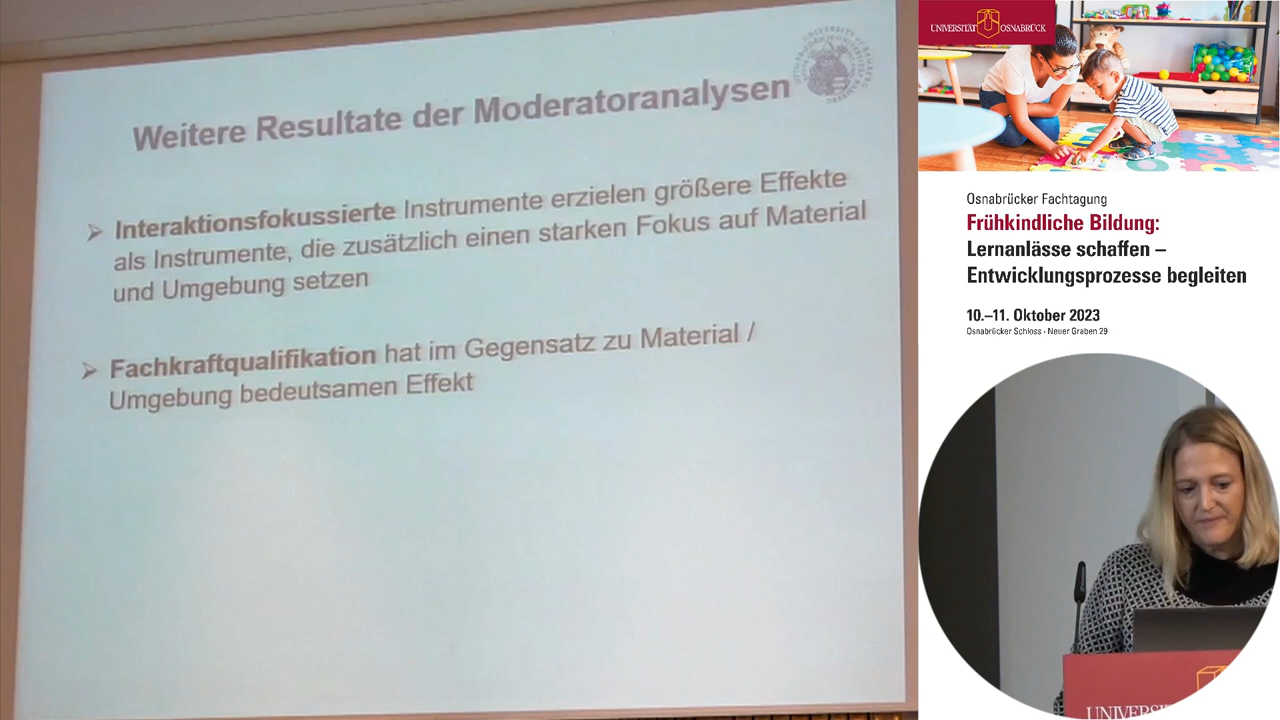 Weitere Resultate der Moderatoranalysen
Interaktionsfokussierte Instrumente erzielen größere Effekte
als Instrumente, die zusätzlich einen starken Fokus auf Material
und Umgebung setzen
Fachkraftqualifikation hat im Gegensatz zu Material /
Umgebung bedeutsamen Effekt
UNIVERSITÄT OSNABRÜCK
Osnabrücker Fachtagung
Frühkindliche Bildung:
Lernanlässe schaffen –
Entwicklungsprozesse begleiten
10.–11. Oktober 2023
Osnabrücker Schloss · Neuer Graben 29